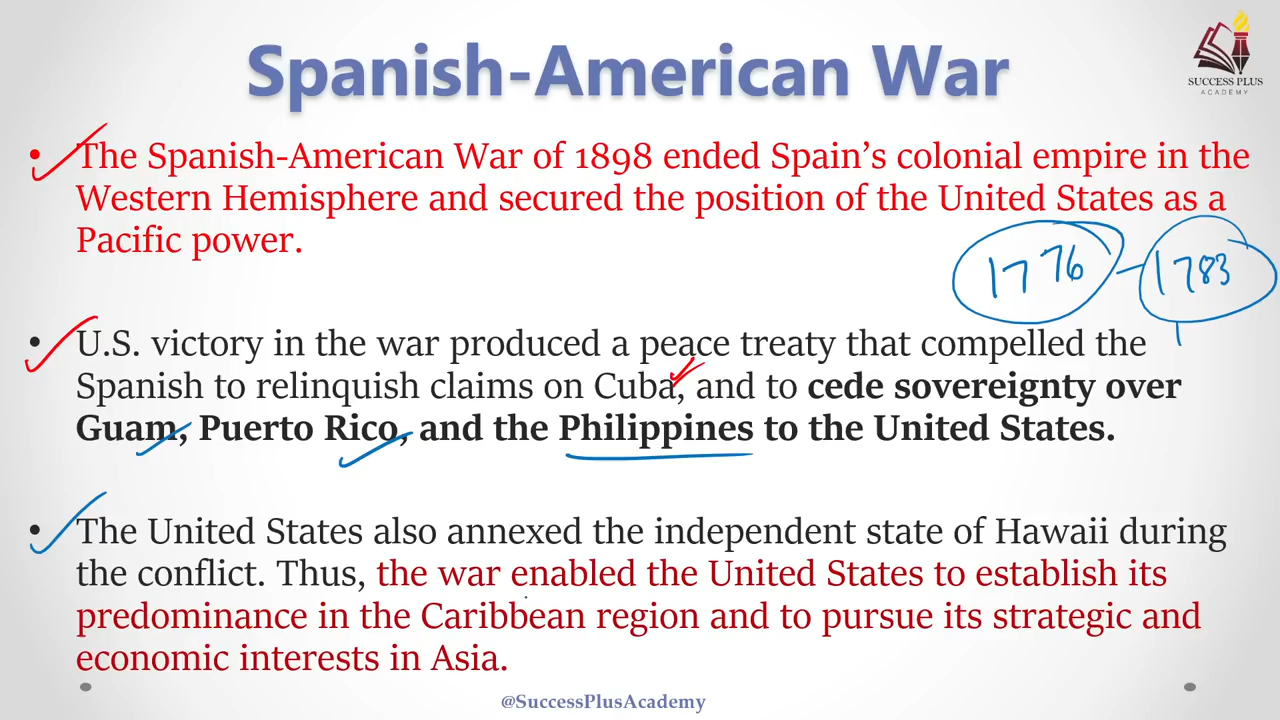 Spanish-American War
SUCCESS PLUS
ACADEMY
• The Spanish-American War of 1898 ended Spain's colonial empire in the
Western Hemisphere and secured the position of the United States as a
Pacific power.
1776 - 1783
• U.S. victory in the war produced a peace treaty that compelled the
Spanish to relinquish claims on Cuba, and to cede sovereignty over
Guam, Puerto Rico, and the Philippines to the United States.
• The United States also annexed the independent state of Hawaii during
the conflict. Thus, the war enabled the United States to establish its
predominance in the Caribbean region and to pursue its strategic and
economic interests in Asia.
@SuccessPlusAcademy